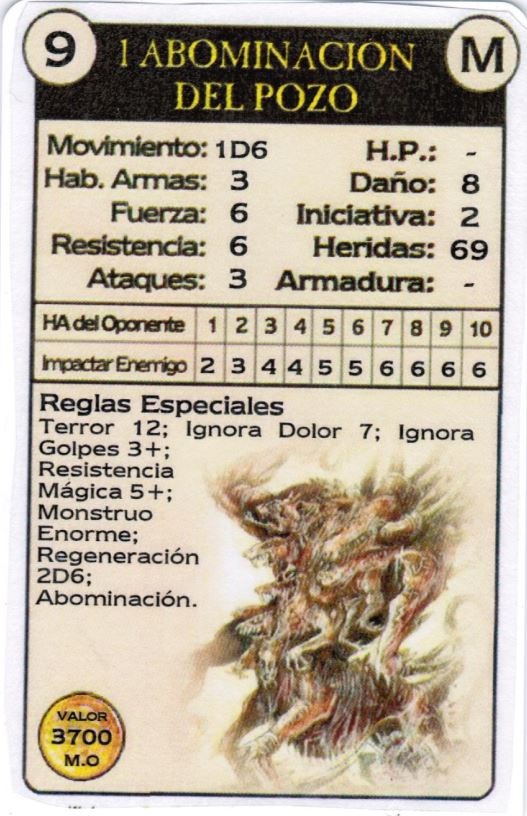 9
1 ABOMINACIÓN
DEL POZO
M
Movimiento: 1D6 H.P.: -
Hab. Armas: 3 Daño: 8
Fuerza: 6 Iniciativa: 2
Resistencia: 6 Heridas: 69
Ataques: 3 Armadura: -
HA del Oponente 1 2 3 4 5 6 7 8 9 10
Impactar Enemigo 2 3 4 4 5 5 6 6 6 6
Reglas Especiales
Terror 12; Ignora Dolor 7; Ignora
Golpes 3+;
Resistencia
Mágica 5+;
Monstruo
Enorme;
Regeneración
2D6;
Abominación.
VALOR
3700
M.O